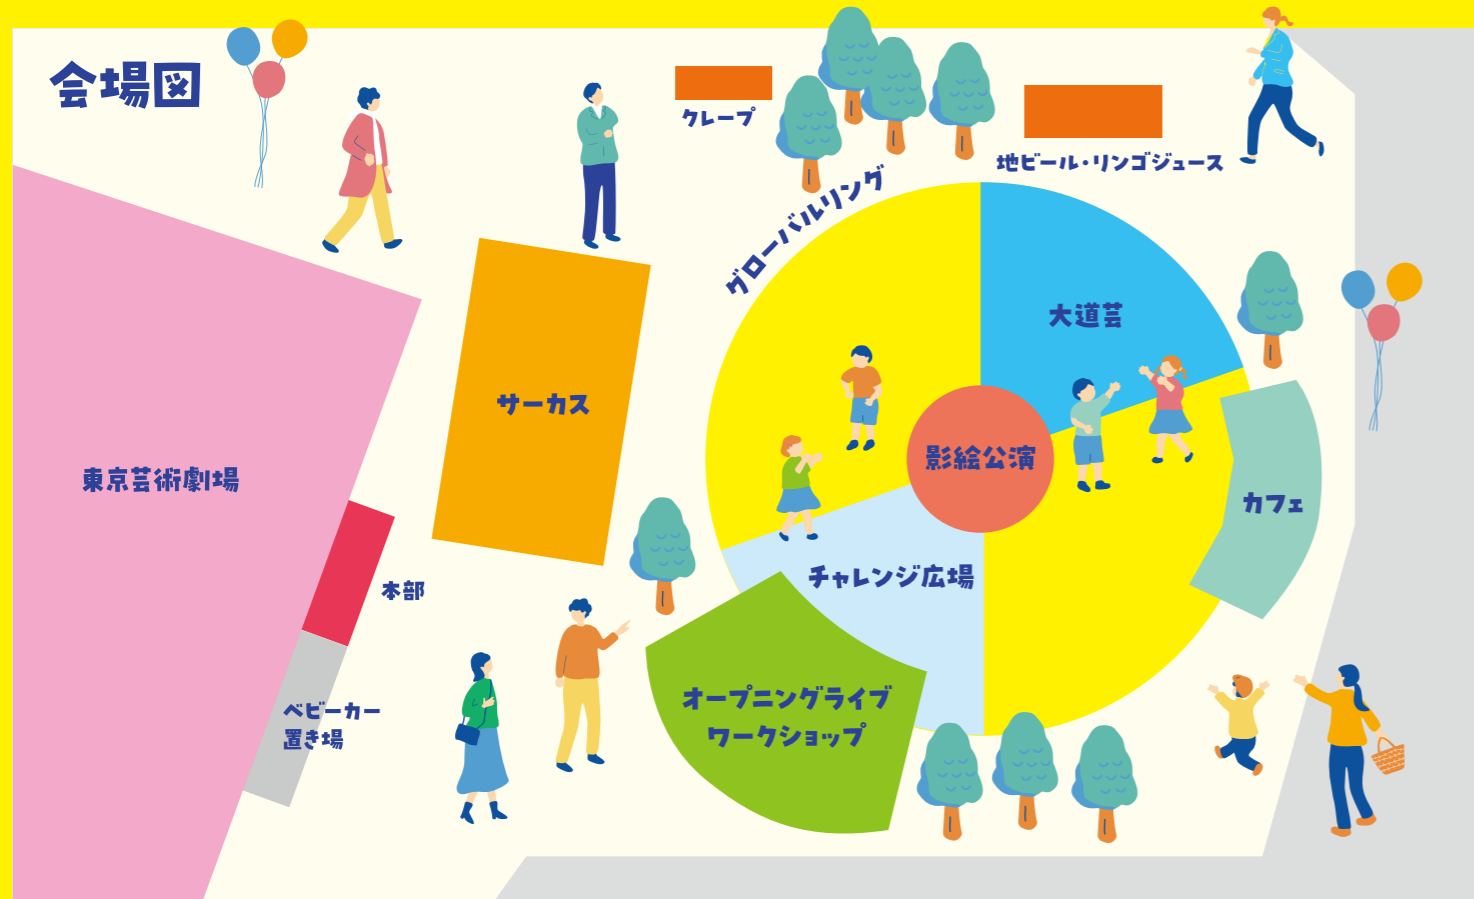 会場図
クレープ
地ビール・リンゴジュース
グローバルリング
大道芸
サーカス
影絵公演
東京芸術劇場
カフェ
チャレンジ広場
本部
オープニングライブ
ワークショップ
ベビーカー
置き場